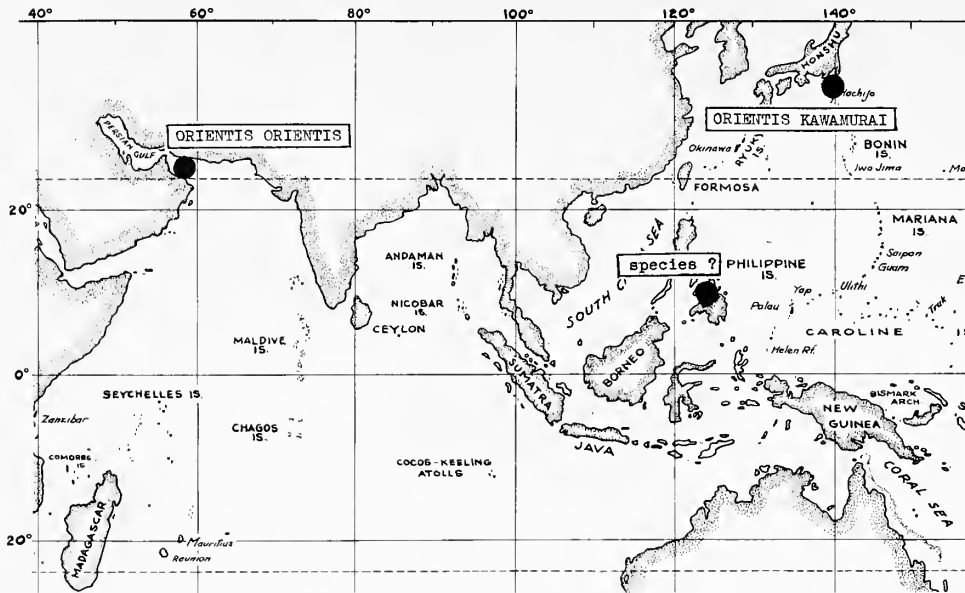 40° 60° 80° 100° 120° 140°
HONSHU
Hachijo
PERSIAN GULF
ORIENTIS ORIENTIS
ORIENTIS KAWAMURAI
Okinawa
RYUKYU IS.
BONIN IS.
Iwo Jima
FORMOSA
20°
MARIANA IS.
Saipan
Guam
ANDAMAN IS.
species ?
PHILIPPINE IS.
SOUTH SEA
Yap
Ulithi
Palau
Truk
NICOBAR IS.
CEYLON
CAROLINE IS
MALDIVE IS.
Helen Rf.
BORNEO
SUMATRA
0°
SEYCHELLES IS.
BISMARK ARCH.
NEW GUINEA
Zanzibar
CHAGOS IS.
JAVA
COMORES IS
COCOS-KEELING ATOLLS
CORAL SEA
MADAGASCAR
20°
Mauritius
Reunion